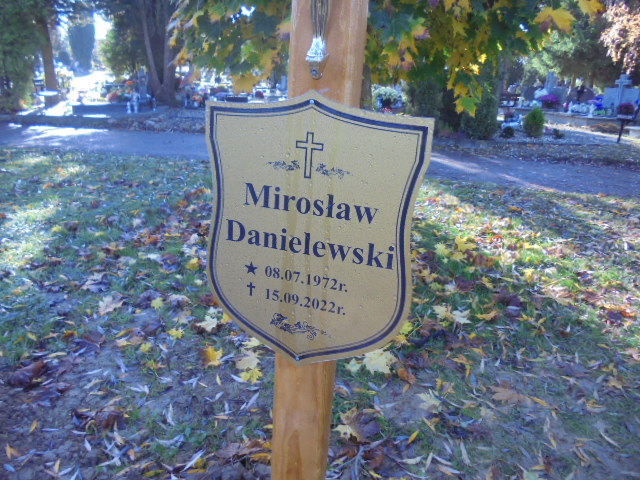 Mirosław
Danielewski
★ 08.07.1972r.
✝ 15.09.2022r.